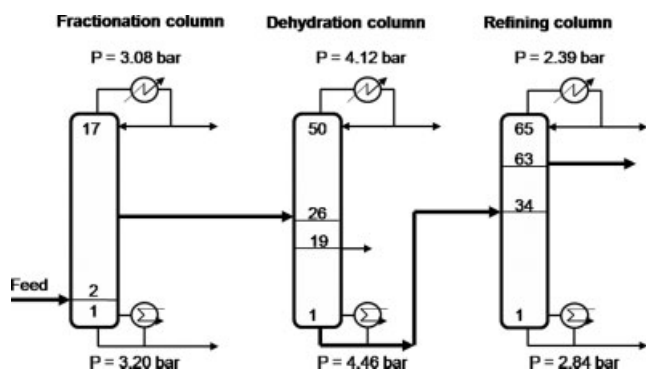 Fractionation column
Dehydration column
Refining column
P = 3.08 bar
P = 4.12 bar
P = 2.39 bar
17
50
65
63
26
34
19
Feed
2
1
1
1
P = 3.20 bar
P = 4.46 bar
P = 2.84 bar